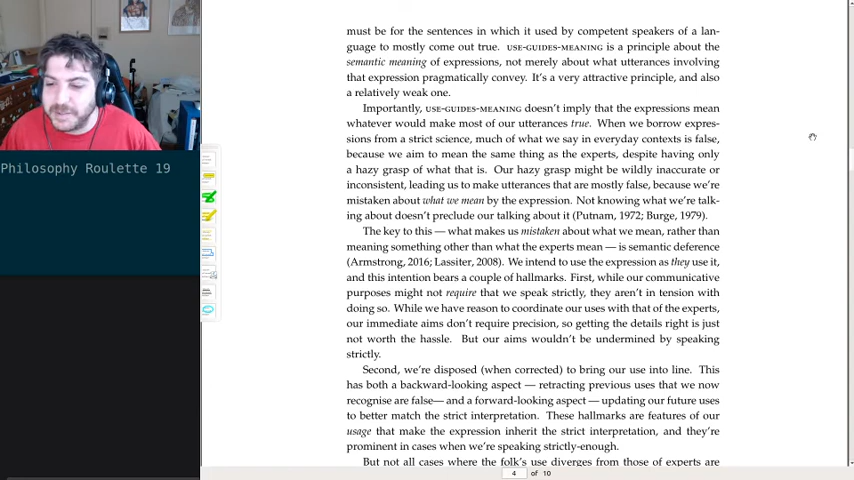 must be for the sentences in which it used by competent speakers of a lan-
guage to mostly come out true. USE-GUIDES-MEANING is a principle about the
semantic meaning of expressions, not merely about what utterances involving
that expression pragmatically convey. It's a very attractive principle, and also
a relatively weak one.
Importantly, USE-GUIDES-MEANING doesn't imply that the expressions mean
whatever would make most of our utterances true. When we borrow expres-
sions from a strict science, much of what we say in everyday contexts is false,
because we aim to mean the same thing as the experts, despite having only
a hazy grasp of what that is. Our hazy grasp might be wildly inaccurate or
inconsistent, leading us to make utterances that are mostly false, because we're
mistaken about what we mean by the expression. Not knowing what we're talk-
ing about doesn't preclude our talking about it (Putnam, 1972; Burge, 1979).
The key to this — what makes us mistaken about what we mean, rather than
meaning something other than what the experts mean — is semantic deference
(Armstrong, 2016; Lassiter, 2008). We intend to use the expression as they use it,
and this intention bears a couple of hallmarks. First, while our communicative
purposes might not require that we speak strictly, they aren't in tension with
doing so. While we have reason to coordinate our uses with that of the experts,
our immediate aims don't require precision, so getting the details right is just
not worth the hassle. But our aims wouldn't be undermined by speaking
strictly.
Second, we're disposed (when corrected) to bring our use into line. This
has both a backward-looking aspect — retracting previous uses that we now
recognise are false— and a forward-looking aspect — updating our future uses
to better match the strict interpretation. These hallmarks are features of our
usage that make the expression inherit the strict interpretation, and they're
prominent in cases when we're speaking strictly-enough.
But not all cases where the folk's use diverges from those of experts are
Philosophy Roulette 19
4 of 10